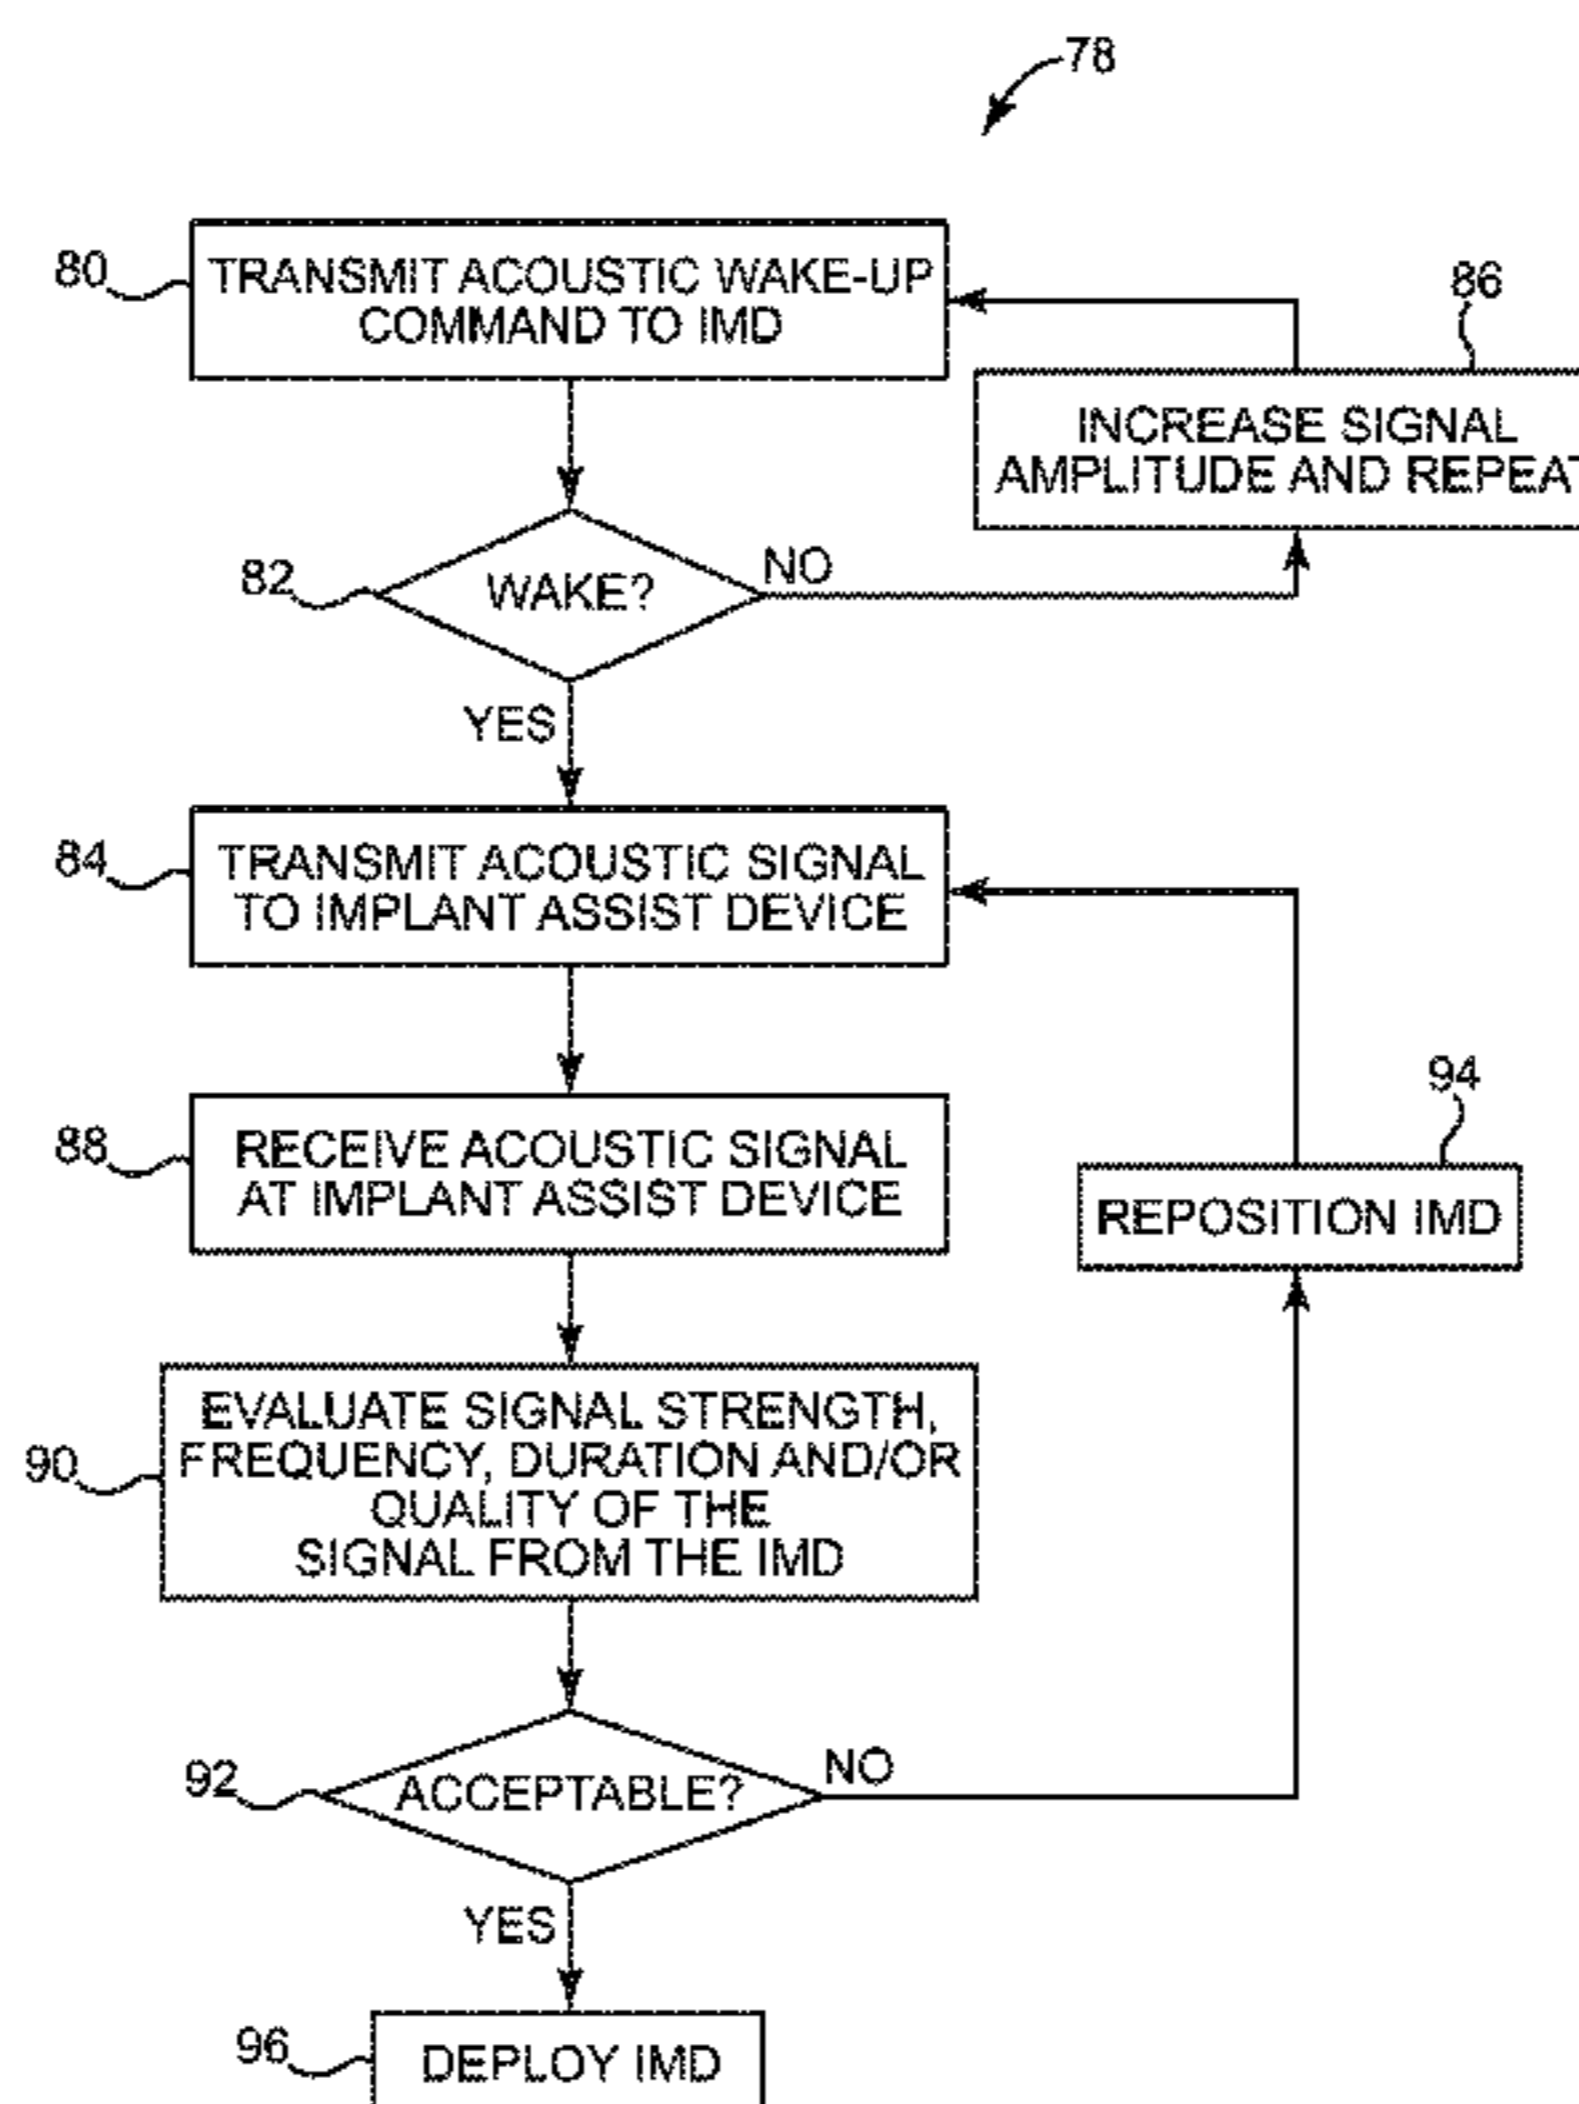 78
80
TRANSMIT ACOUSTIC WAKE-UP
COMMAND TO IMD
86
INCREASE SIGNAL
AMPLITUDE AND REPEAT
82
WAKE?
NO
YES
84
TRANSMIT ACOUSTIC SIGNAL
TO IMPLANT ASSIST DEVICE
88
RECEIVE ACOUSTIC SIGNAL
AT IMPLANT ASSIST DEVICE
94
REPOSITION IMD
90
EVALUATE SIGNAL STRENGTH,
FREQUENCY, DURATION AND/OR
QUALITY OF THE
SIGNAL FROM THE IMD
92
ACCEPTABLE?
NO
YES
96
DEPLOY IMD